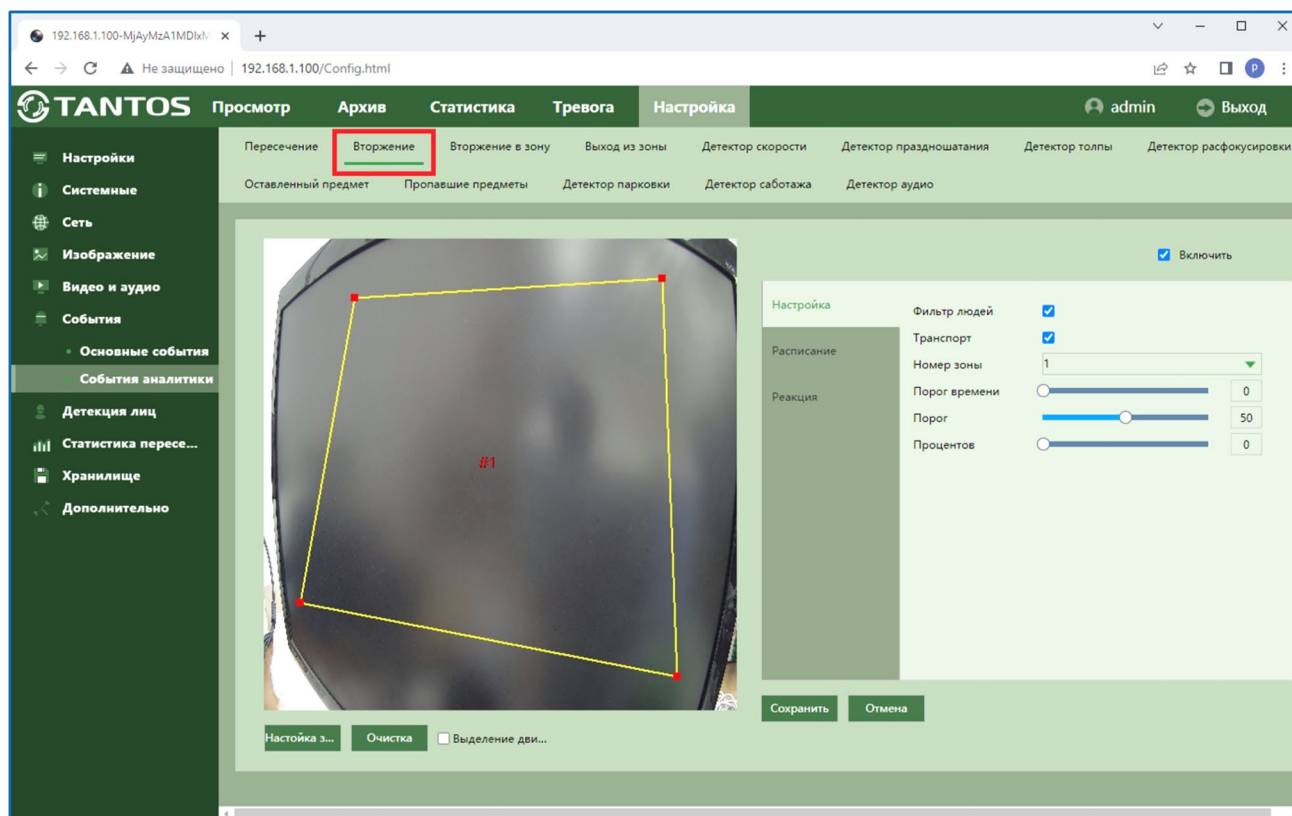 192.168.1.100-MjAyMzA1MDIxM
Не защищено | 192.168.1.100/Config.html
P
TANTOS Просмотр Архив Статистика Тревога Настройка admin Выход
Настройки
Системные
Сеть
Изображение
Видео и аудио
События
Основные события
События аналитики
Детекция лиц
Статистика пересе...
Хранилище
Дополнительно
Пересечение Вторжение Вторжение в зону Выход из зоны Детектор скорости Детектор праздношатания Детектор толпы Детектор расфокусировки
Оставленный предмет Пропавшие предметы Детектор парковки Детектор саботажа Детектор аудио
#1
Настойка з... Очистка Выделение дви...
Включить
Настройка
Расписание
Реакция
Фильтр людей
Транспорт
Номер зоны 1
Порог времени 0
Порог 50
Процентов 0
Сохранить Отмена